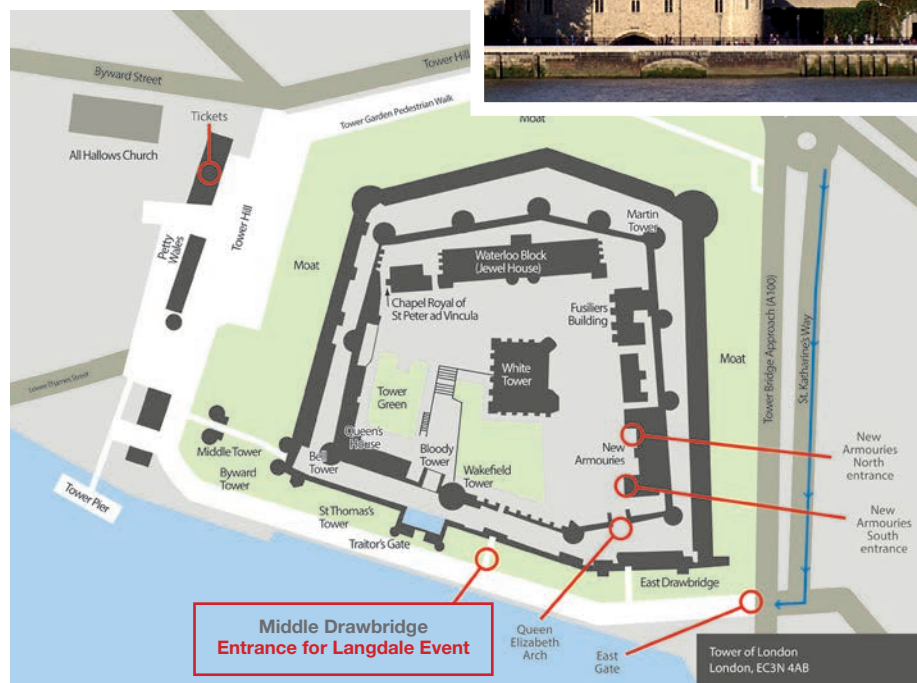 Byward Street
Tower Hill
Tower Garden Pedestrian Walk
Moat
Tickets
All Hallows Church
Petty
Wales
Tower Hill
Moat
Martin
Tower
Waterloo Block
(Jewel House)
Chapel Royal of
St Peter ad Vincula
Fusiliers
Building
Moat
Tower Bridge Approach (A100)
St. Katharine's Way
White
Tower
Tower
Green
Lower Thames Street
Queen's
House
New
Armouries
New
Armouries
North
entrance
Middle Tower
Bell
Tower
Bloody
Tower
Wakefield
Tower
Byward
Tower
Tower Pier
St Thomas's
Tower
Traitor's Gate
New
Armouries
South
entrance
East Drawbridge
Middle Drawbridge
Entrance for Langdale Event
Queen
Elizabeth
Arch
East
Gate
Tower of London
London, EC3N 4AB